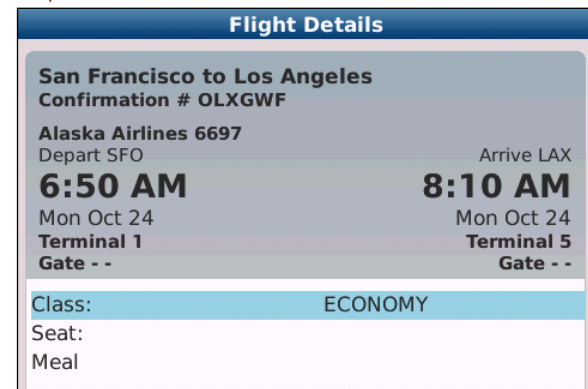 Flight Details
San Francisco to Los Angeles
Confirmation # OLXGWF
Alaska Airlines 6697
Depart SFO Arrive LAX
6:50 AM 8:10 AM
Mon Oct 24 Mon Oct 24
Terminal 1 Terminal 5
Gate - - Gate - -
Class: ECONOMY
Seat:
Meal